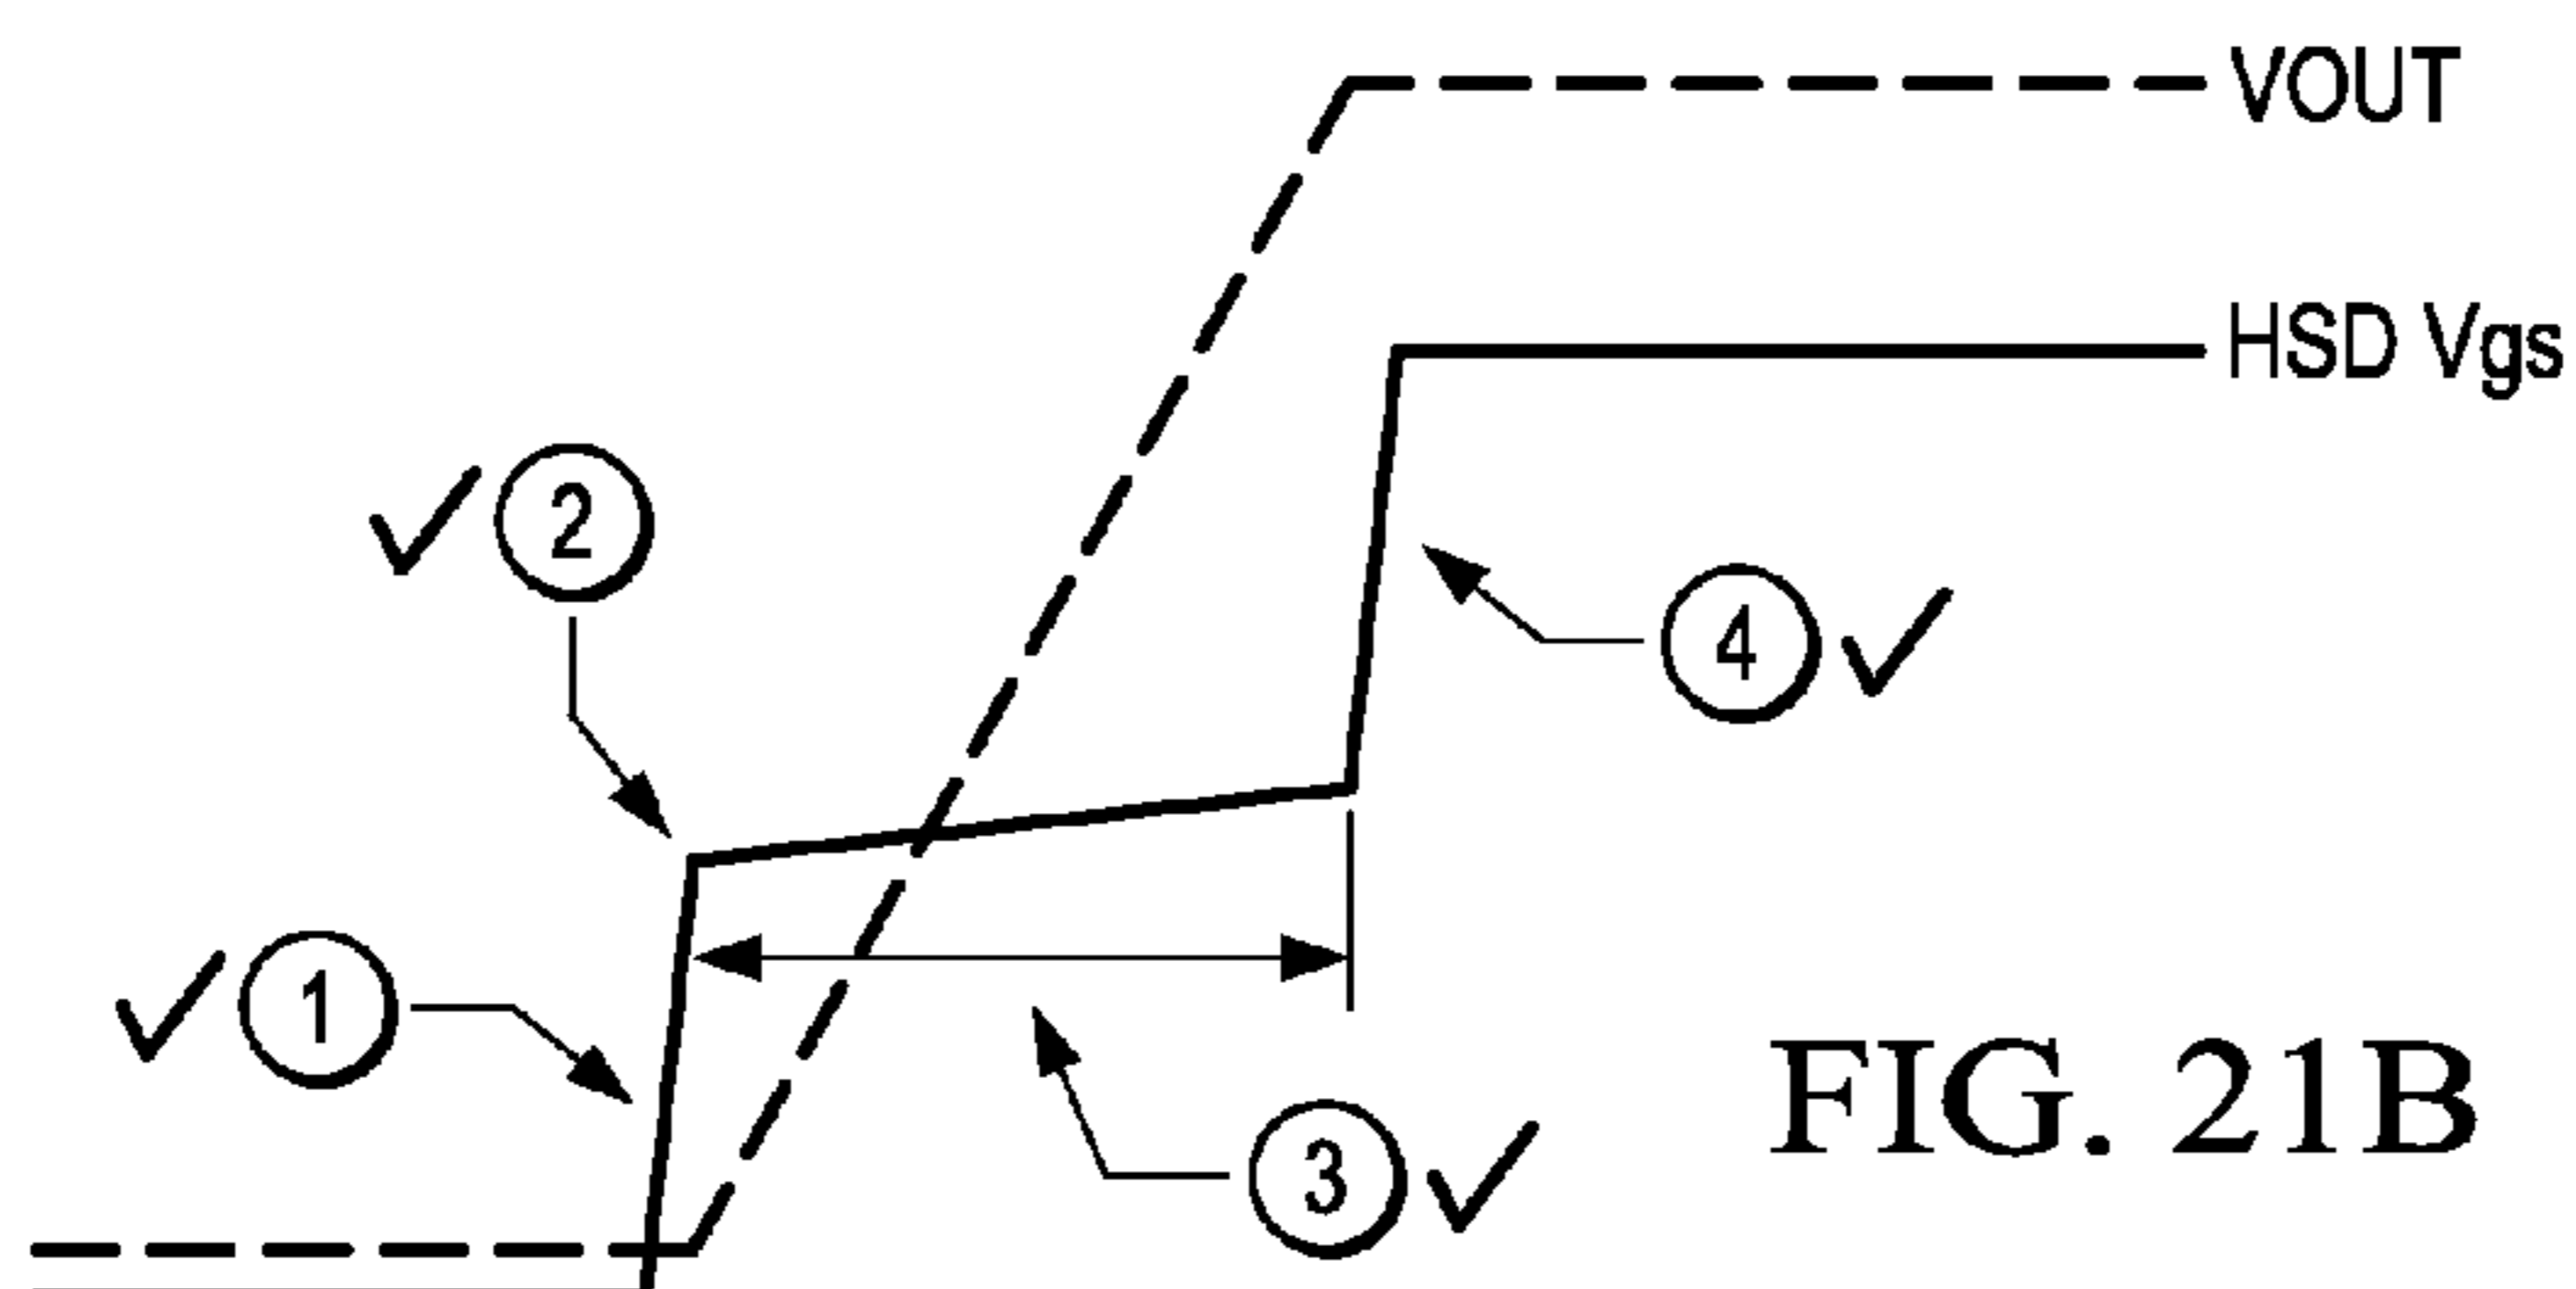 VOUT
HSD Vgs
✓ 2
4 ✓
✓ 1
3 ✓
FIG. 21B